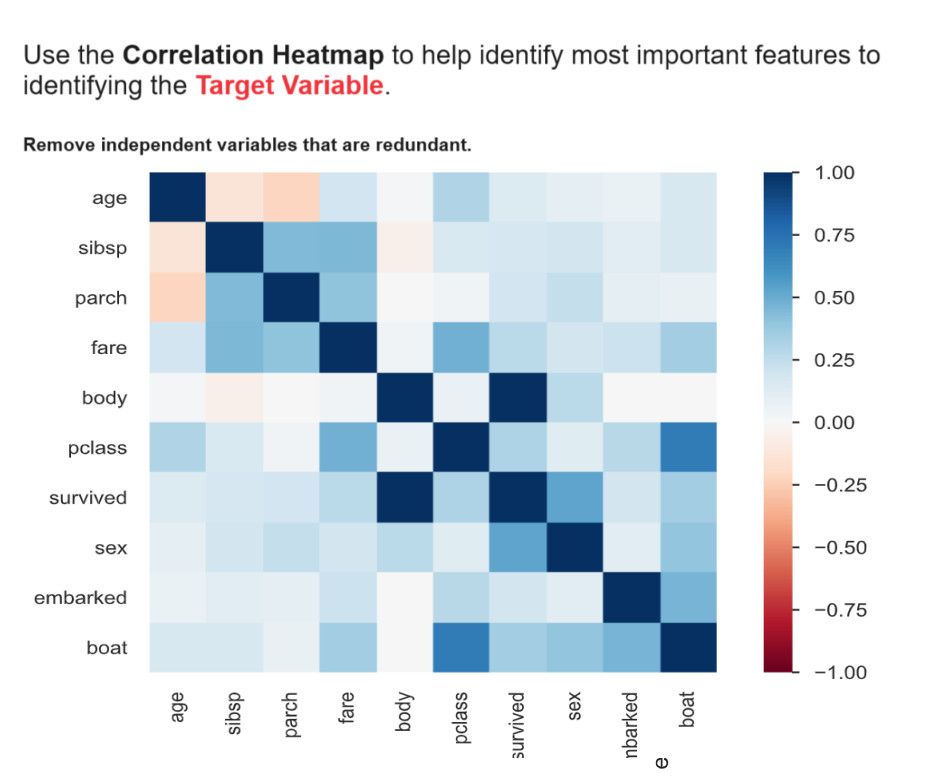 Use the Correlation Heatmap to help identify most important features to
identifying the Target Variable.
Remove independent variables that are redundant.
age
sibsp
parch
fare
body
pclass
survived
sex
embarked
boat
1.00
0.75
0.50
0.25
0.00
−0.25
−0.50
−0.75
−1.00
age
sibsp
parch
fare
body
pclass
survived
sex
embarked
boat